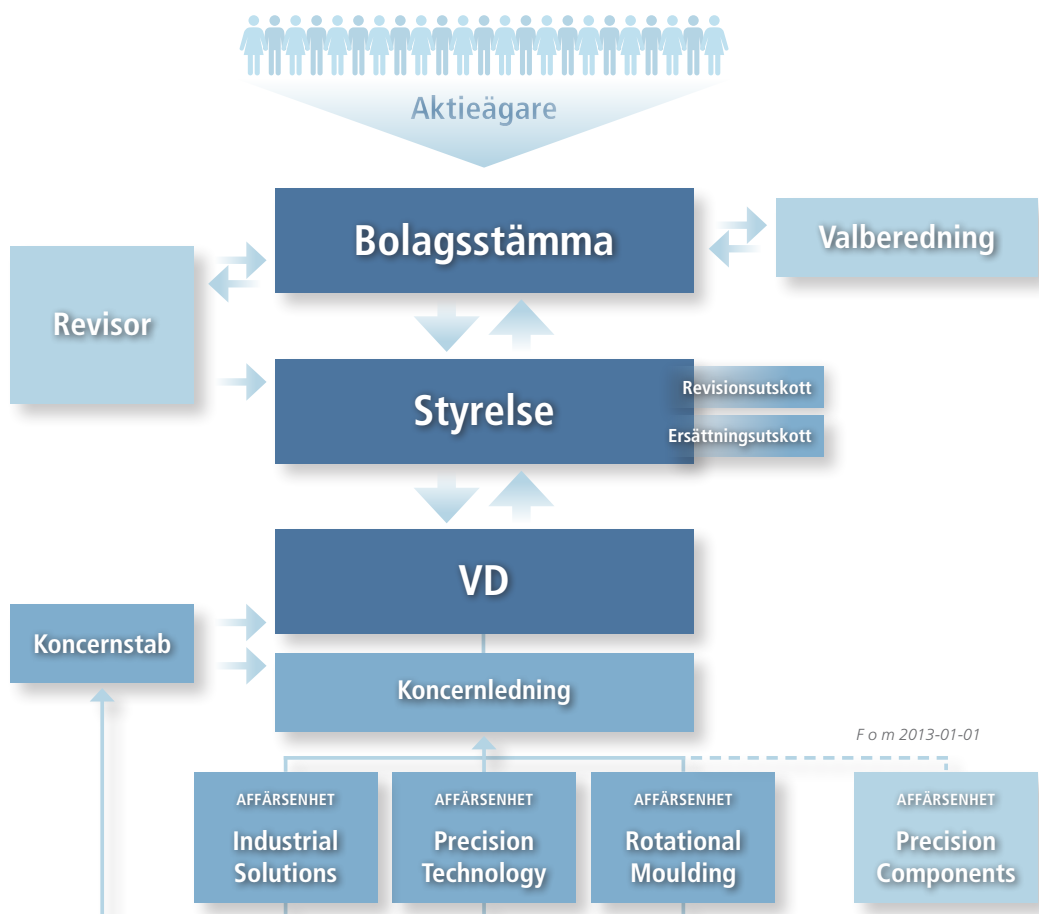 Aktieägare
Bolagsstämma
Valberedning
Revisor
Styrelse
Revisionsutskott
Ersättningsutskott
VD
Koncernstab
Koncernledning
F o m 2013-01-01
AFFÄRSENHET
Industrial
Solutions
AFFÄRSENHET
Precision
Technology
AFFÄRSENHET
Rotational
Moulding
AFFÄRSENHET
Precision
Components